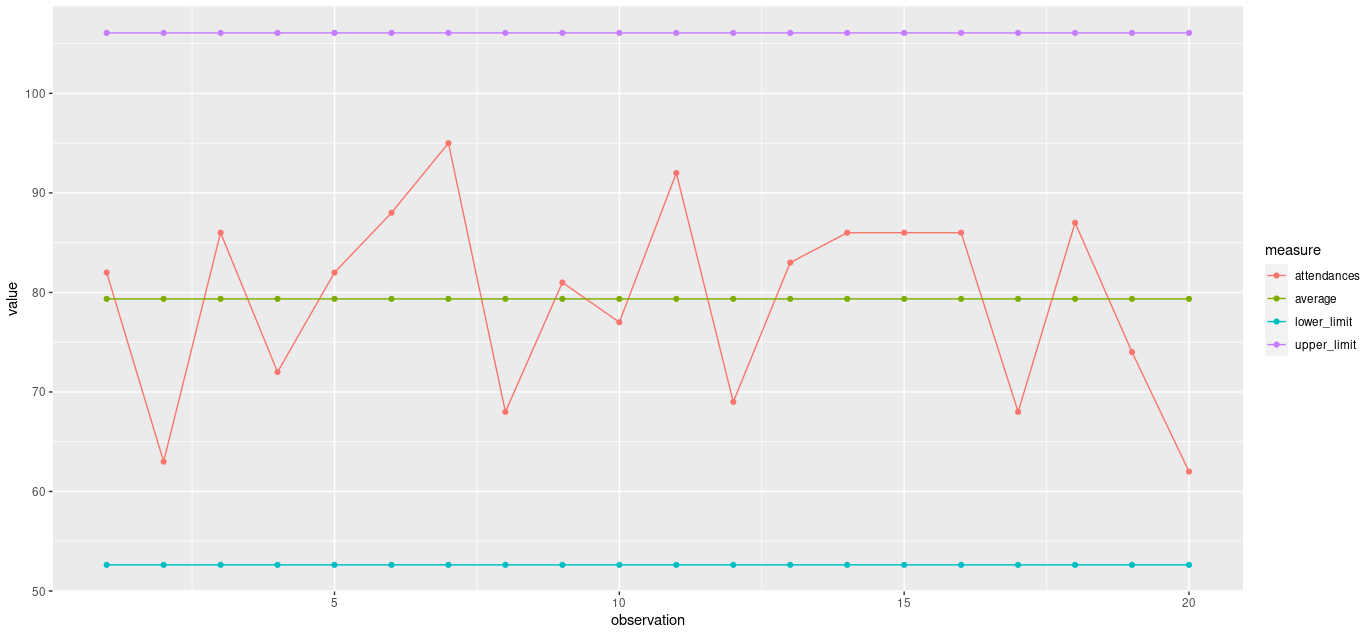 value
100
90
80
70
60
50
5
10
15
20
observation
measure
attendances
average
lower_limit
upper_limit